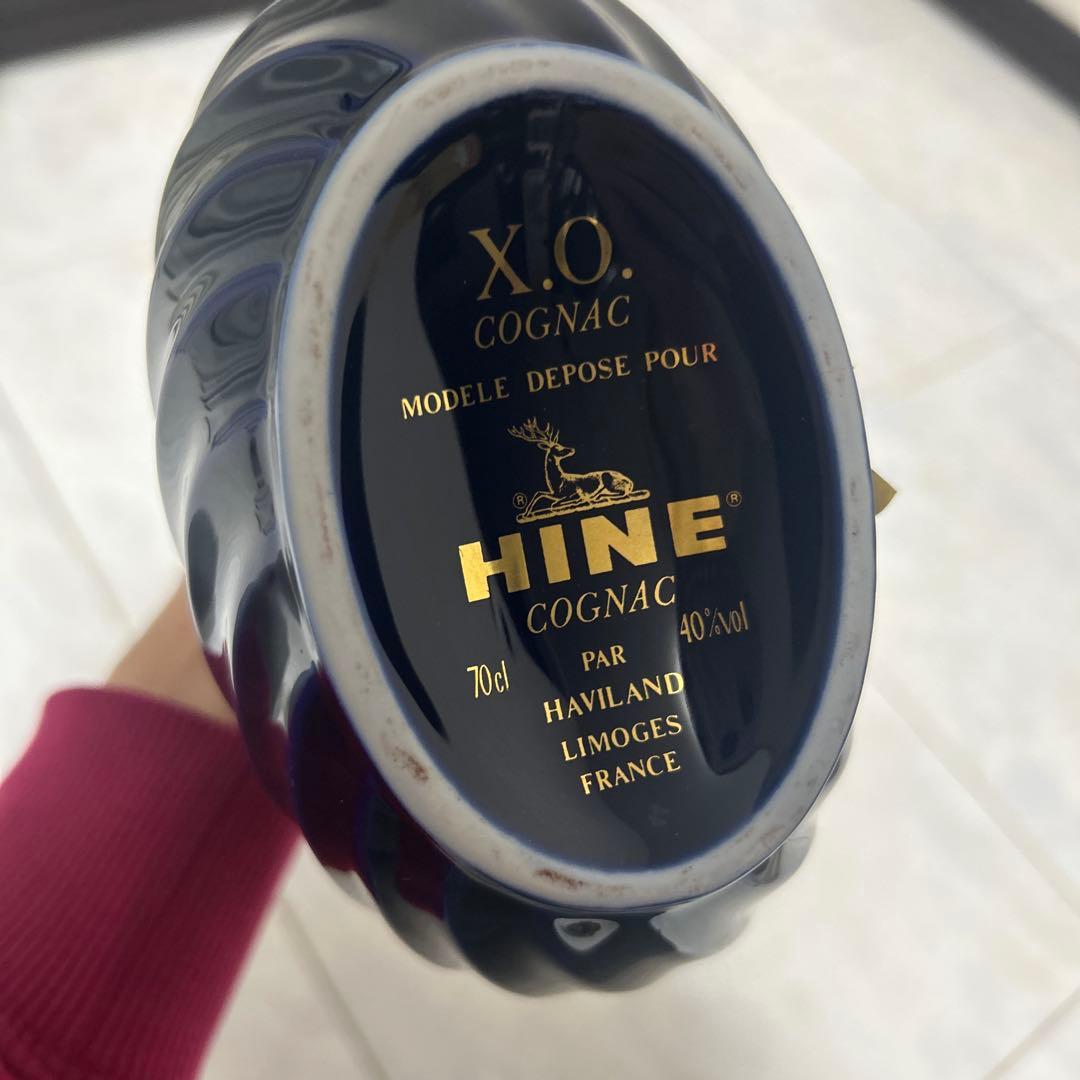 X.O.
COGNAC
MODELE DEPOSE POUR
®
HINE®
COGNAC
70cl
40%vol
PAR
HAVILAND
LIMOGES
FRANCE